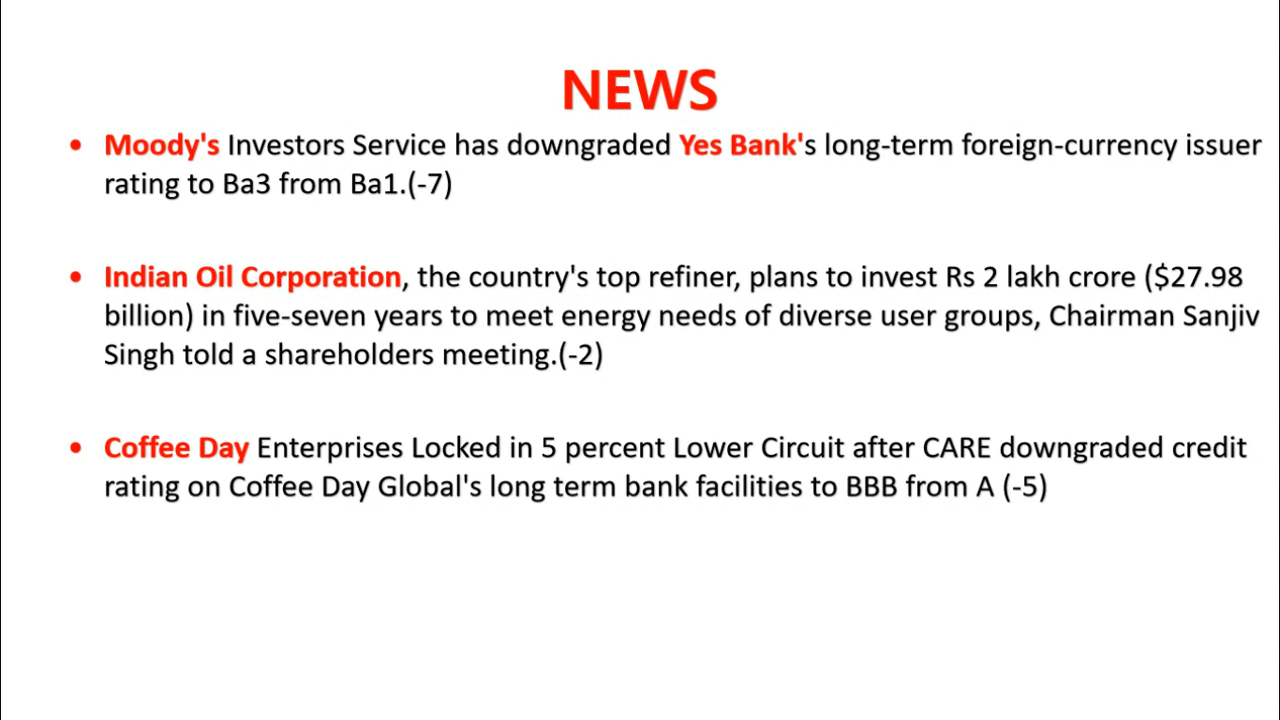 NEWS
• Moody's Investors Service has downgraded Yes Bank's long-term foreign-currency issuer
rating to Ba3 from Ba1.(-7)
• Indian Oil Corporation, the country's top refiner, plans to invest Rs 2 lakh crore ($27.98
billion) in five-seven years to meet energy needs of diverse user groups, Chairman Sanjiv
Singh told a shareholders meeting.(-2)
• Coffee Day Enterprises Locked in 5 percent Lower Circuit after CARE downgraded credit
rating on Coffee Day Global's long term bank facilities to BBB from A (-5)